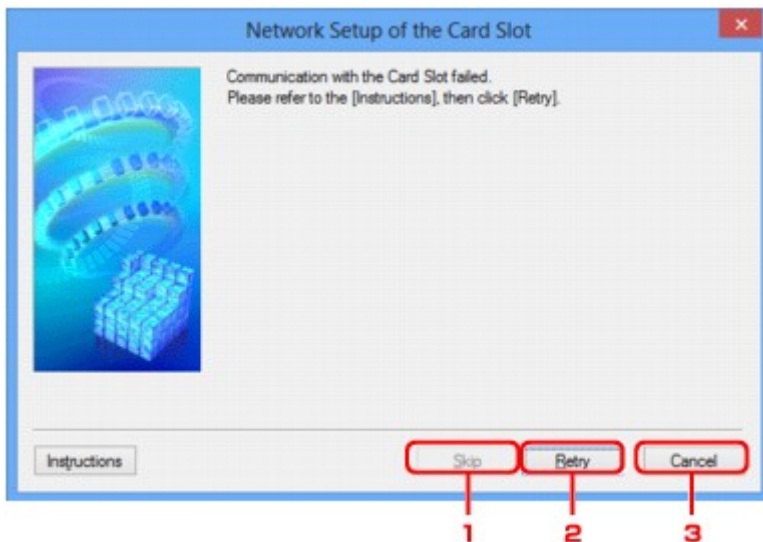 Network Setup of the Card Slot
Communication with the Card Slot failed.
Please refer to the [Instructions], then click [Retry].
Instructions Skip Retry Cancel
1 2 3